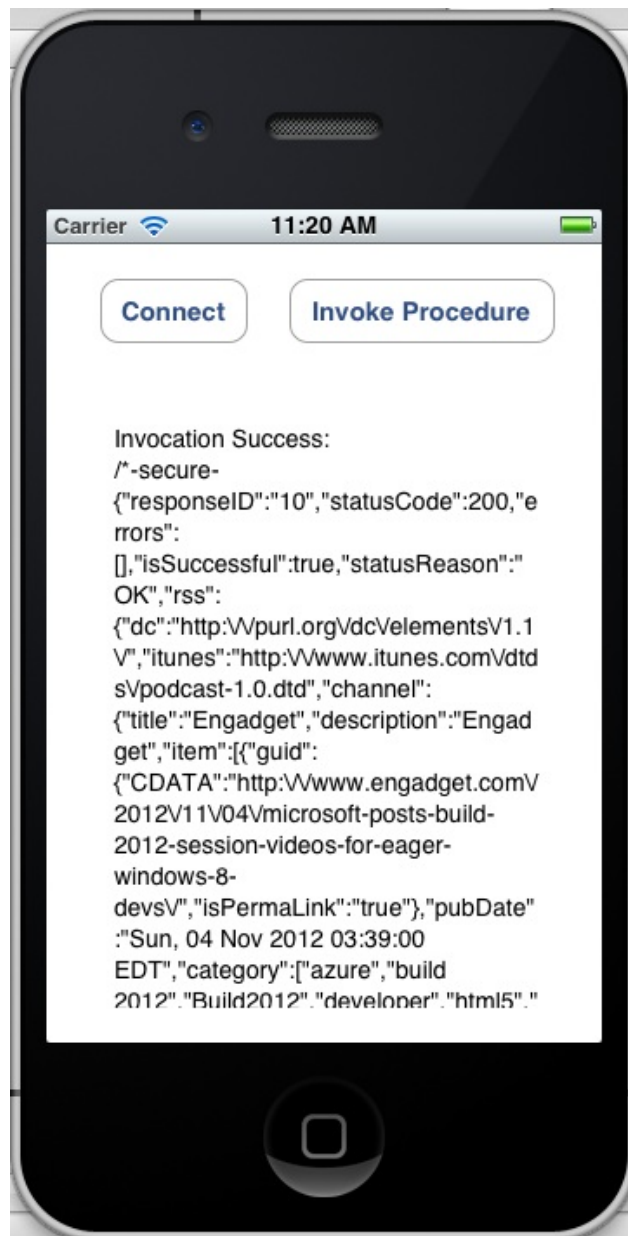 Carrier 11:20 AM
Connect Invoke Procedure
Invocation Success:
/*-secure-
{"responseID":"10","statusCode":200,"e
rrors":
[],"isSuccessful":true,"statusReason":"
OK","rss":
{"dc":"http:\/\/purl.org\/dc\/elements\/1.1
\/","itunes":"http:\/\/www.itunes.com\/dtd
s\/podcast-1.0.dtd","channel":
{"title":"Engadget","description":"Engad
get","item":[{"guid":
{"CDATA":"http:\/\/www.engadget.com\/
2012\/11\/04\/microsoft-posts-build-
2012-session-videos-for-eager-
windows-8-
devs\/","isPermaLink":"true"},"pubDate"
:"Sun, 04 Nov 2012 03:39:00
EDT","category":["azure","build
2012","Build2012","developer","html5","